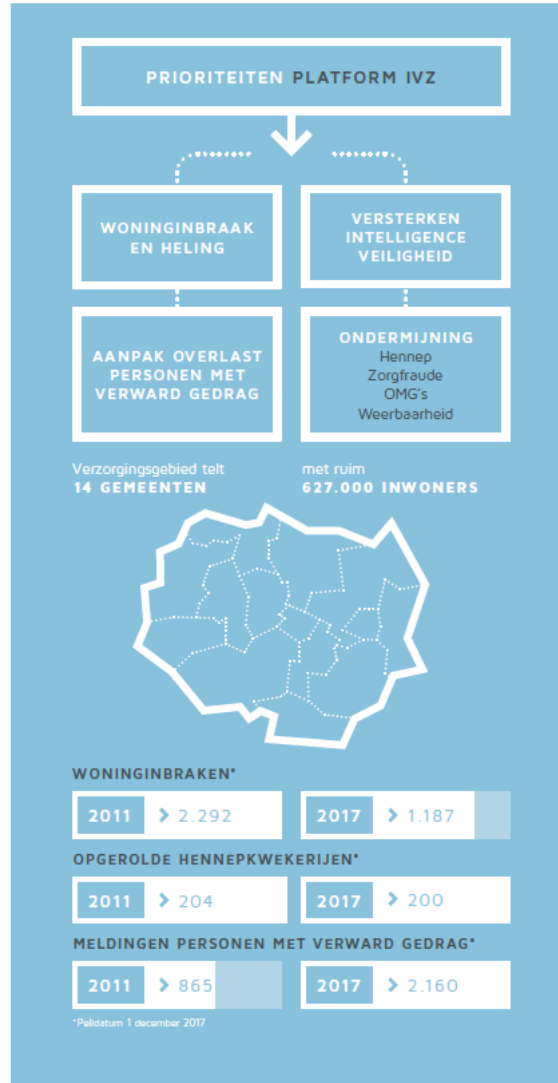 PRIORITEITEN PLATFORM IVZ
WONINGINBRAAK
EN HELING
VERSTERKEN
INTELLIGENCE
VEILIGHEID
AANPAK OVERLAST
PERSONEN MET
VERWARD GEDRAG
ONDERMIJNING
Hennep
Zorgfraude
OMG's
Weerbaarheid
Verzorgingsgebied telt
14 GEMEENTEN
met ruim
627.000 INWONERS
WONINGINBRAKEN*
2011 > 2.292
2017 > 1.187
OPGEROLDE HENNEPKWEKERIJEN*
2011 > 204
2017 > 200
MELDINGEN PERSONEN MET VERWARD GEDRAG*
2011 > 865
2017 > 2.160
*Peildatum 1 december 2017